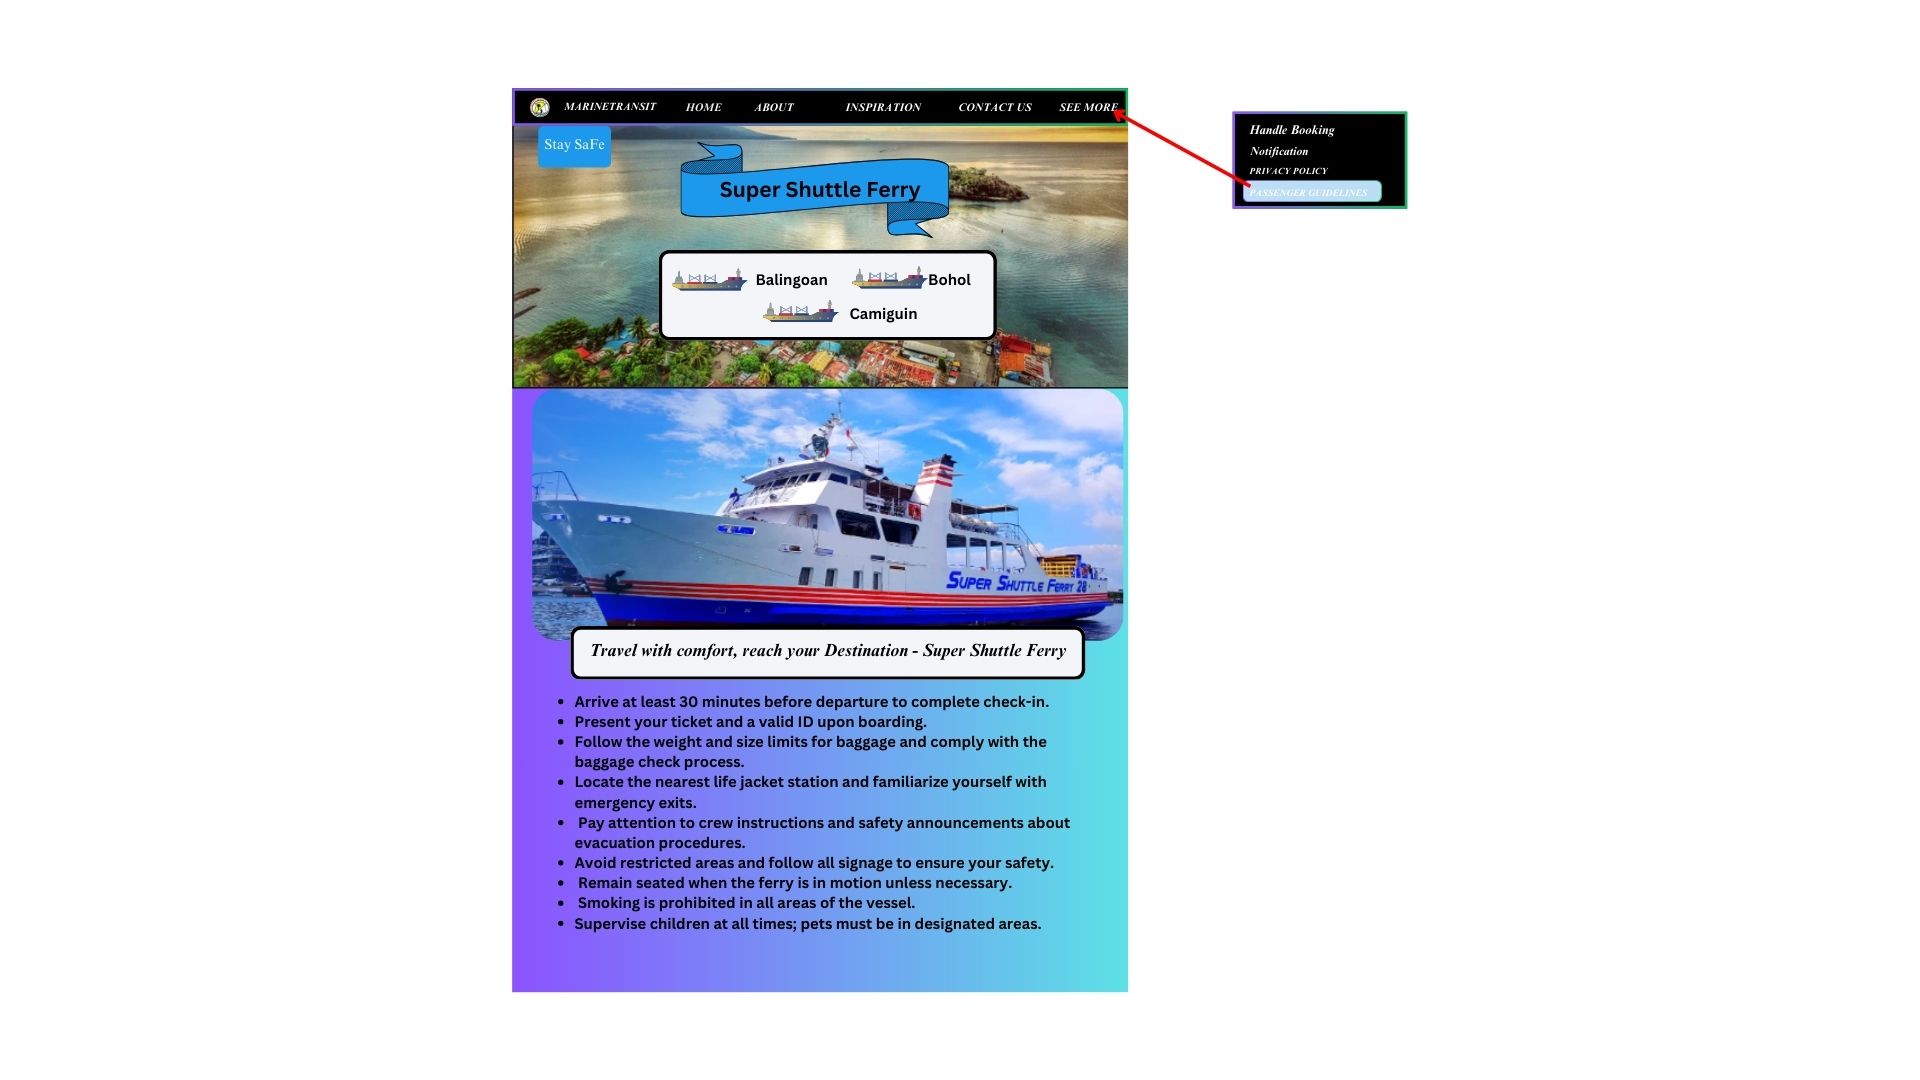 MARINETRANSIT HOME ABOUT INSPIRATION CONTACT US SEE MORE
Stay SaFe
Super Shuttle Ferry
Balingoan Bohol
Camiguin
SUPER SHUTTLE FERRY 28
Travel with comfort, reach your Destination - Super Shuttle Ferry
• Arrive at least 30 minutes before departure to complete check-in.
• Present your ticket and a valid ID upon boarding.
• Follow the weight and size limits for baggage and comply with the
baggage check process.
• Locate the nearest life jacket station and familiarize yourself with
emergency exits.
• Pay attention to crew instructions and safety announcements about
evacuation procedures.
• Avoid restricted areas and follow all signage to ensure your safety.
• Remain seated when the ferry is in motion unless necessary.
• Smoking is prohibited in all areas of the vessel.
• Supervise children at all times; pets must be in designated areas.
Handle Booking
Notification
PRIVACY POLICY
PASSENGER GUIDELINES